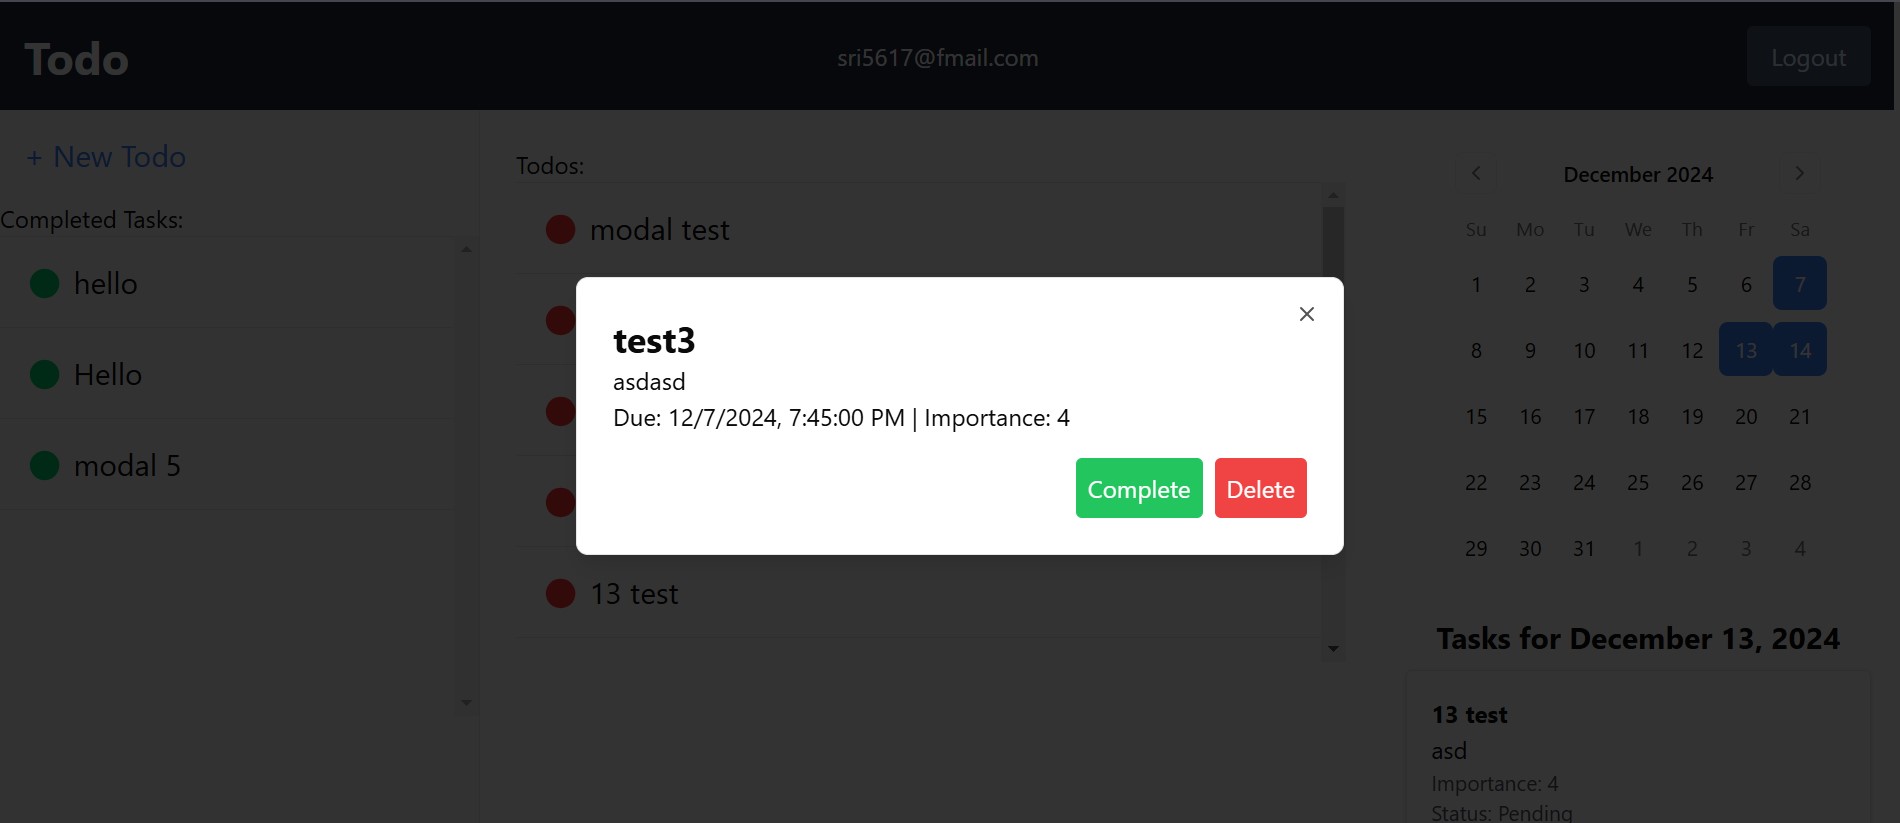 Todo
sri5617@fmail.com
Logout
+ New Todo
Completed Tasks:
hello
Hello
modal 5
Todos:
modal test
13 test
test3
asdasd
Due: 12/7/2024, 7:45:00 PM | Importance: 4
Complete Delete
December 2024
Su Mo Tu We Th Fr Sa
1 2 3 4 5 6 7
8 9 10 11 12 13 14
15 16 17 18 19 20 21
22 23 24 25 26 27 28
29 30 31 1 2 3 4
Tasks for December 13, 2024
13 test
asd
Importance: 4
Status: Pending